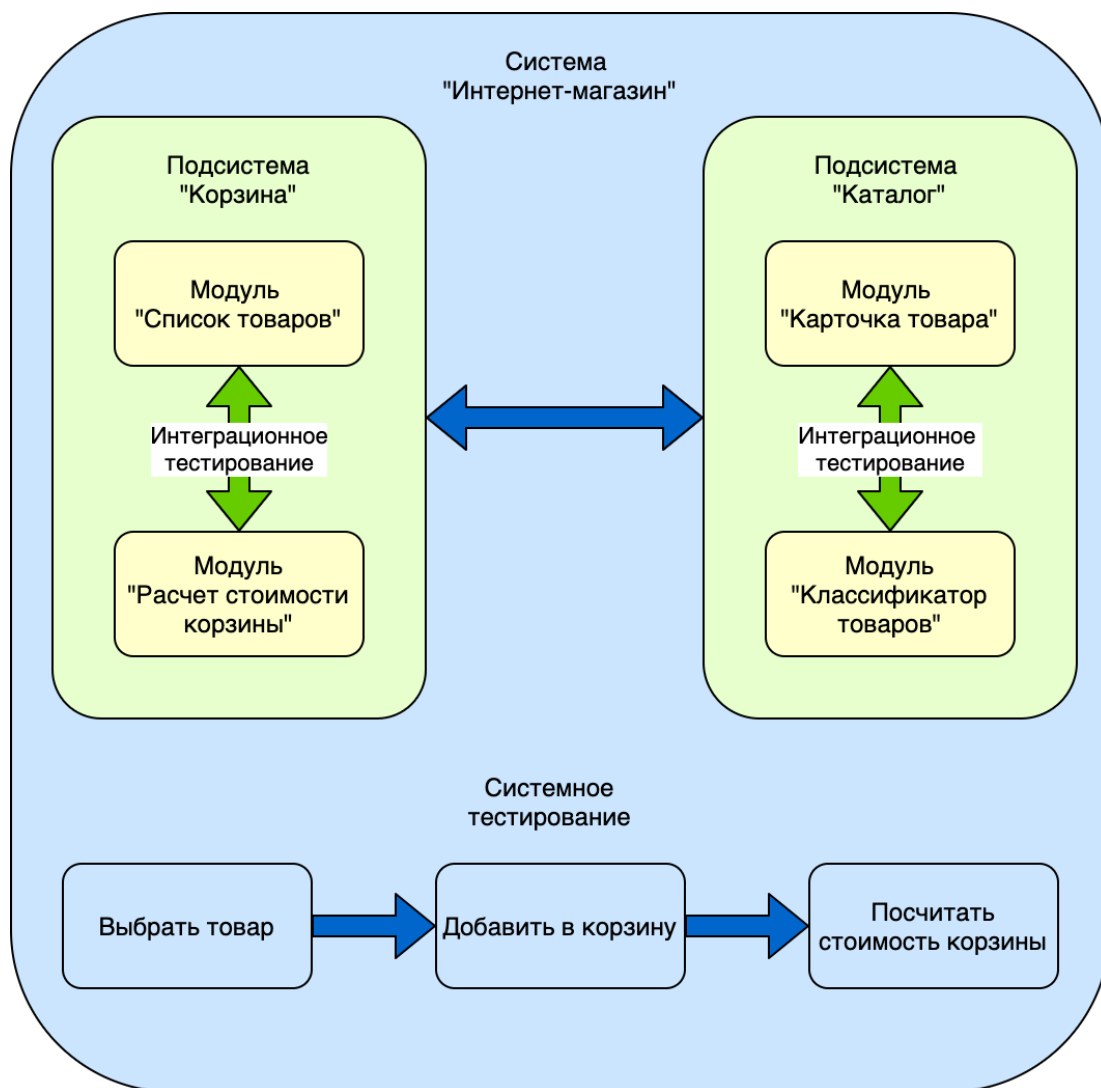 Система
"Интернет-магазин"
Подсистема
"Корзина"
Модуль
"Список товаров"
Интеграционное
тестирование
Модуль
"Расчет стоимости
корзины"
Подсистема
"Каталог"
Модуль
"Карточка товара"
Интеграционное
тестирование
Модуль
"Классификатор
товаров"
Системное
тестирование
Выбрать товар
Добавить в корзину
Посчитать
стоимость корзины